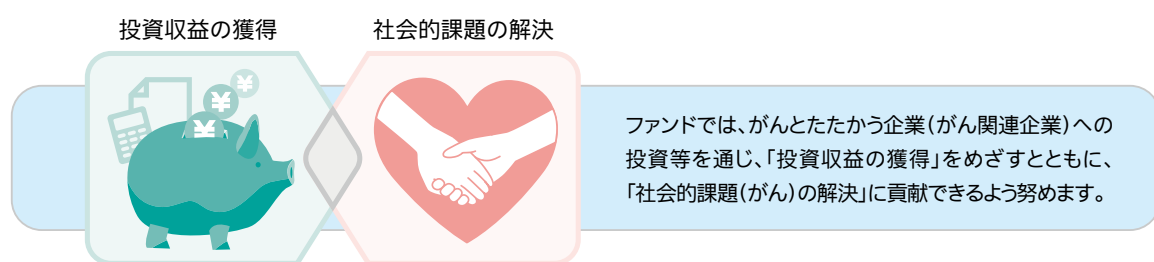 投資収益の獲得
社会的課題の解決
¥
¥
¥
ファンドでは、がんとたたかう企業(がん関連企業)への
投資等を通じ、「投資収益の獲得」をめざすとともに、
「社会的課題(がん)の解決」に貢献できるよう努めます。